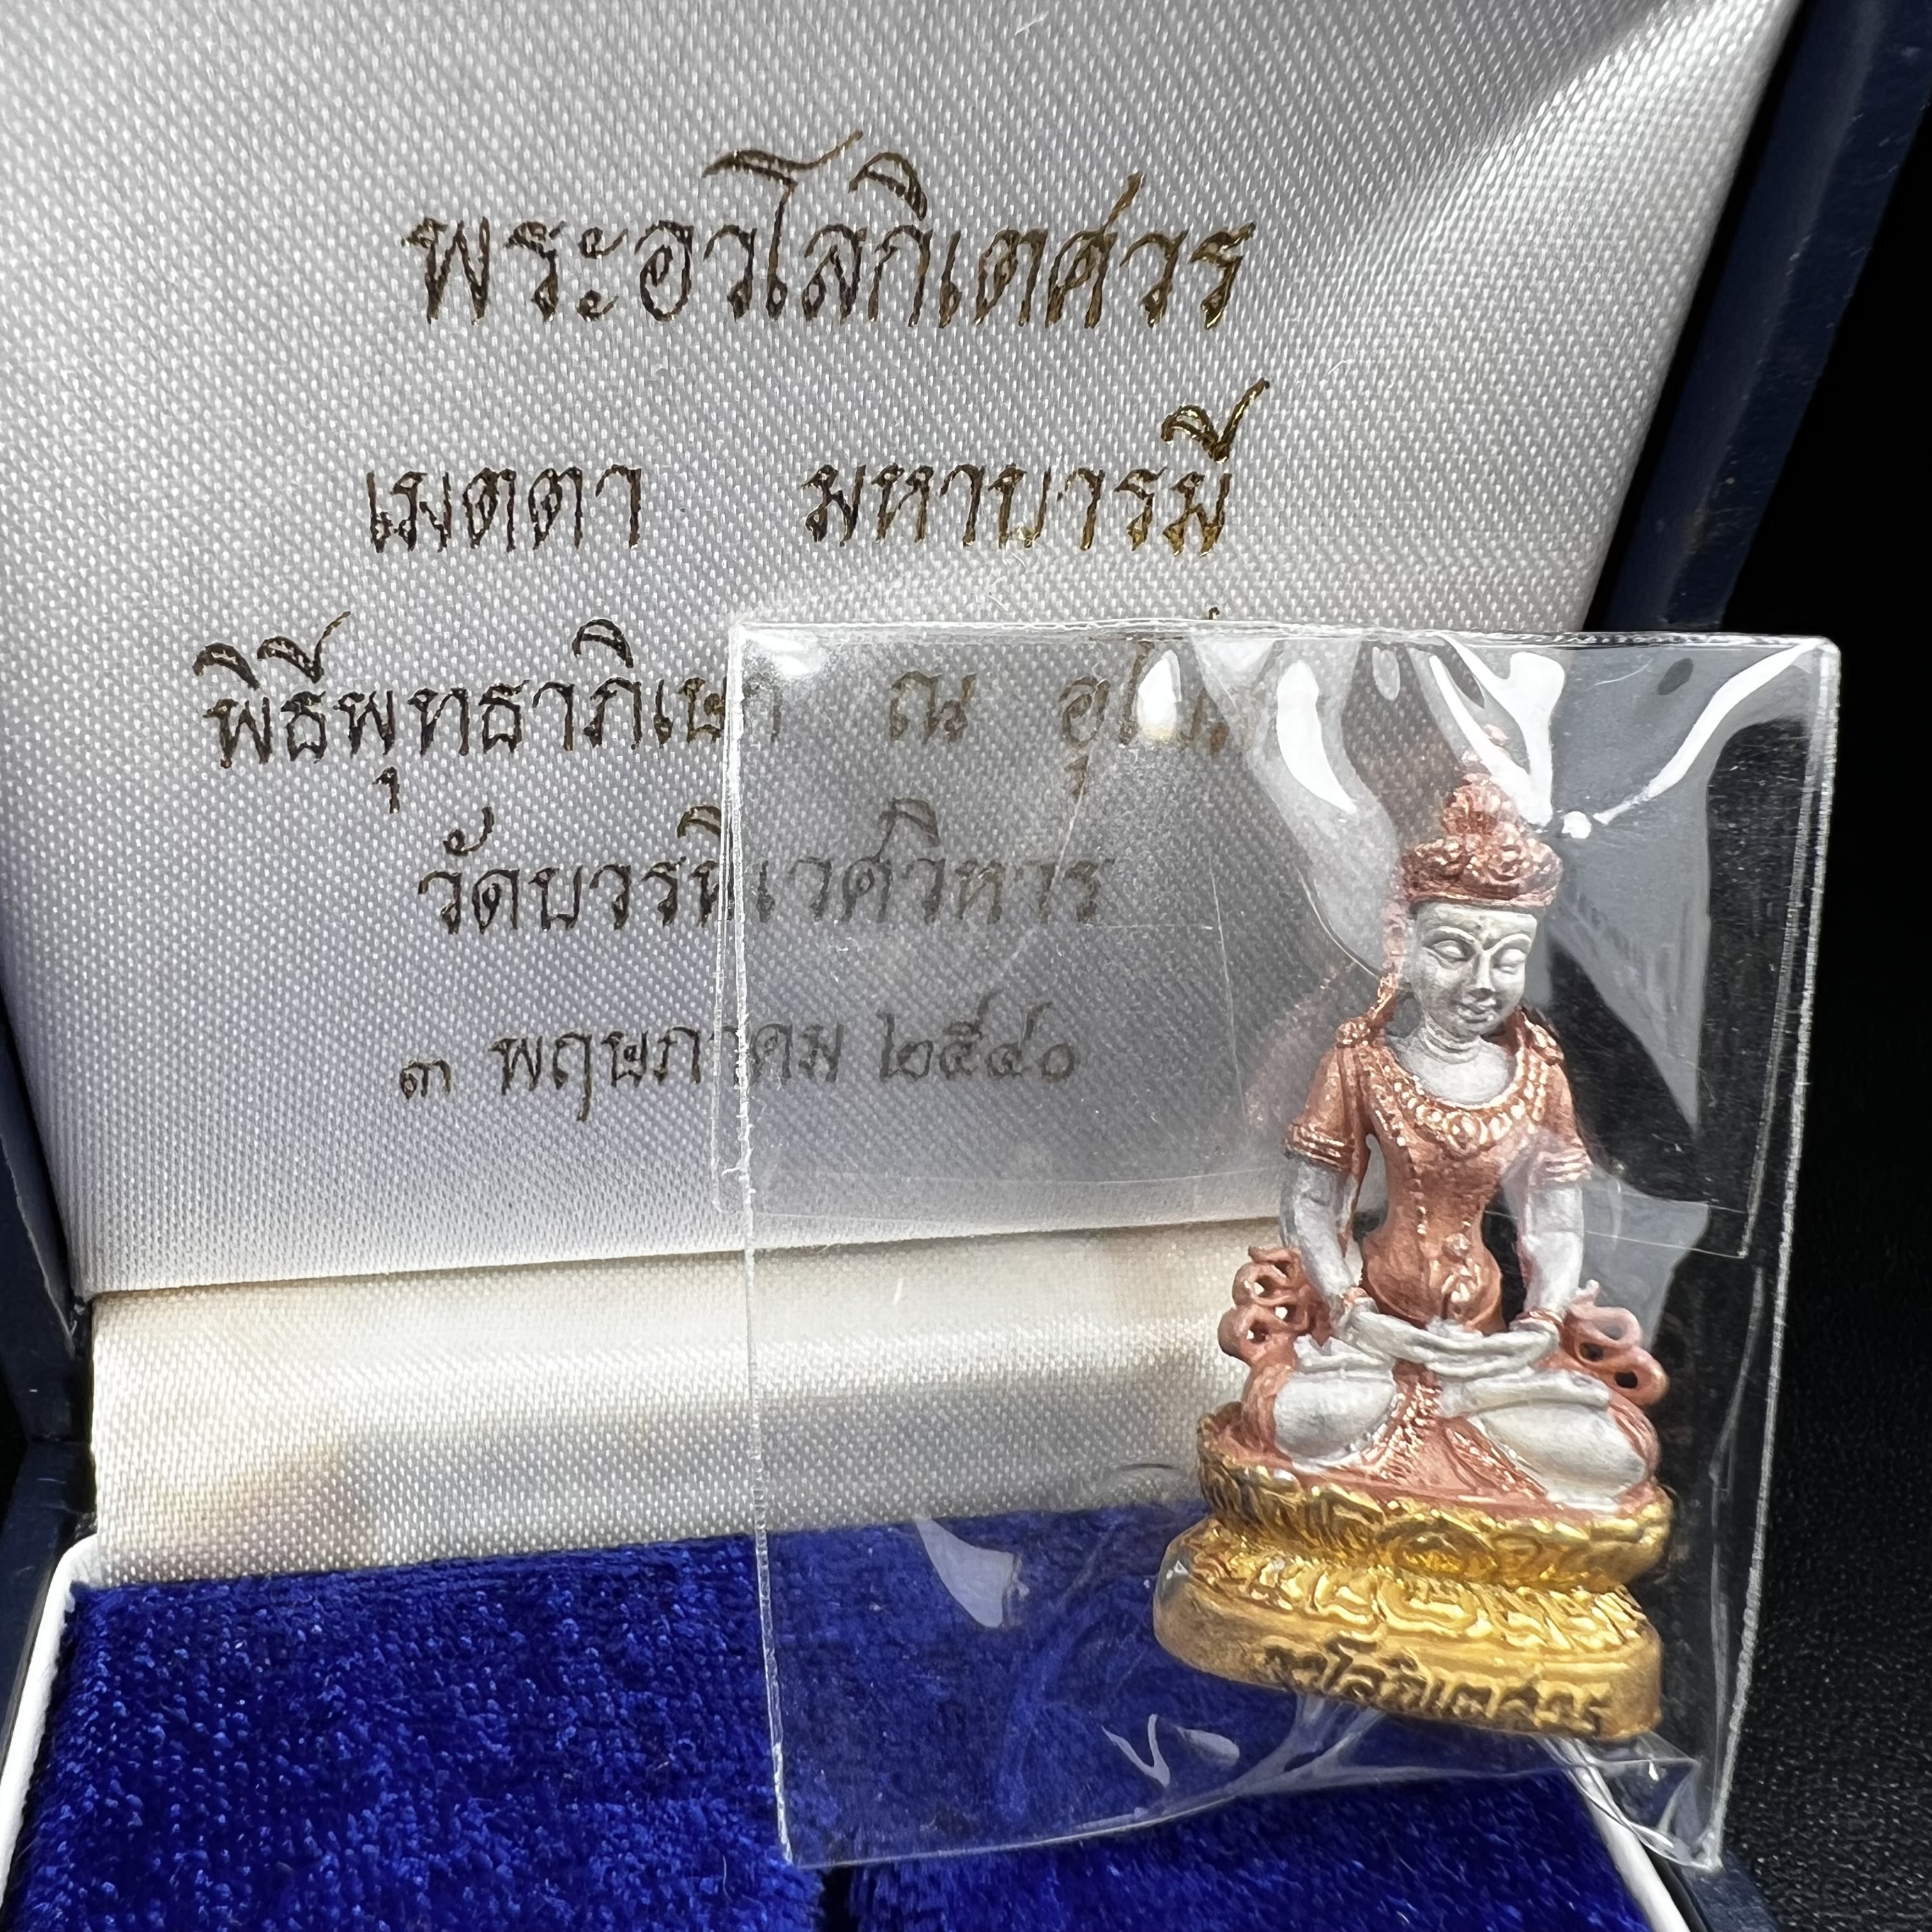 พระอวโลกิเตศวร
เมตตา มหาบารมี
พิธีพุทธาภิเษก ณ อุโบสถ
วัดบวรนิเวศวิหาร
๓ พฤษภาคม ๒๕๔๐
อวโลกิเตศวร